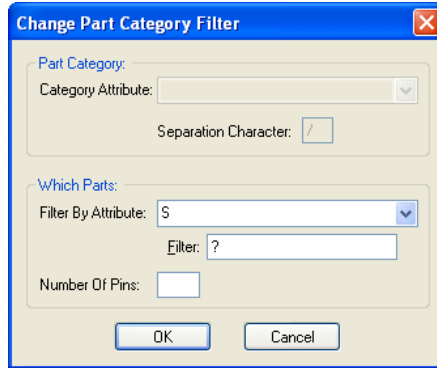 Change Part Category Filter
Part Category:
Category Attribute:
Separation Character: /
Which Parts:
Filter By Attribute: S
Filter: ?
Number Of Pins:
OK Cancel